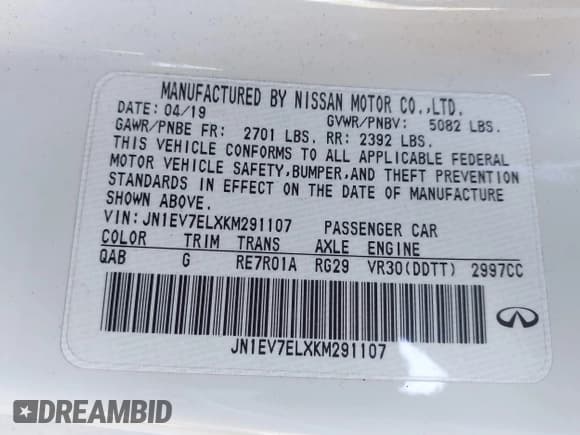 MANUFACTURED BY NISSAN MOTOR CO.,LTD.
DATE: 04/19 GVWR/PNBV: 5082 LBS.
GAWR/PNBE FR: 2701 LBS. RR: 2392 LBS.
THIS VEHICLE CONFORMS TO ALL APPLICABLE FEDERAL
MOTOR VEHICLE SAFETY,BUMPER,AND THEFT PREVENTION
STANDARDS IN EFFECT ON THE DATE OF MANUFACTURE
SHOWN ABOVE.
VIN: JN1EV7ELXKM291107 PASSENGER CAR
COLOR TRIM TRANS AXLE ENGINE
QAB G RE7R01A RG29 VR30(DDTT) 2997CC
JN1EV7ELXKM291107
DREAMBID